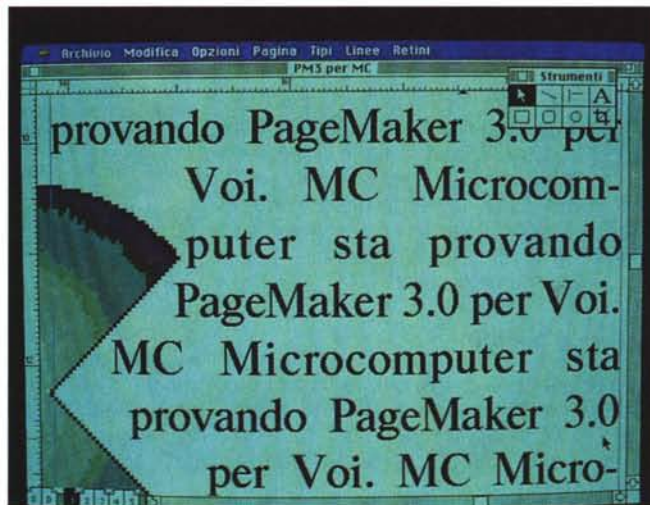 Archivio Modifica Opzioni Pagina Tipi Linee Retini
PM3 per MC
Strumenti
A
provando PageMaker 3.0 per
Voi. MC Microcom-
puter sta provando
PageMaker 3.0 per Voi.
MC Microcomputer sta
provando PageMaker 3.0
per Voi. MC Micro-